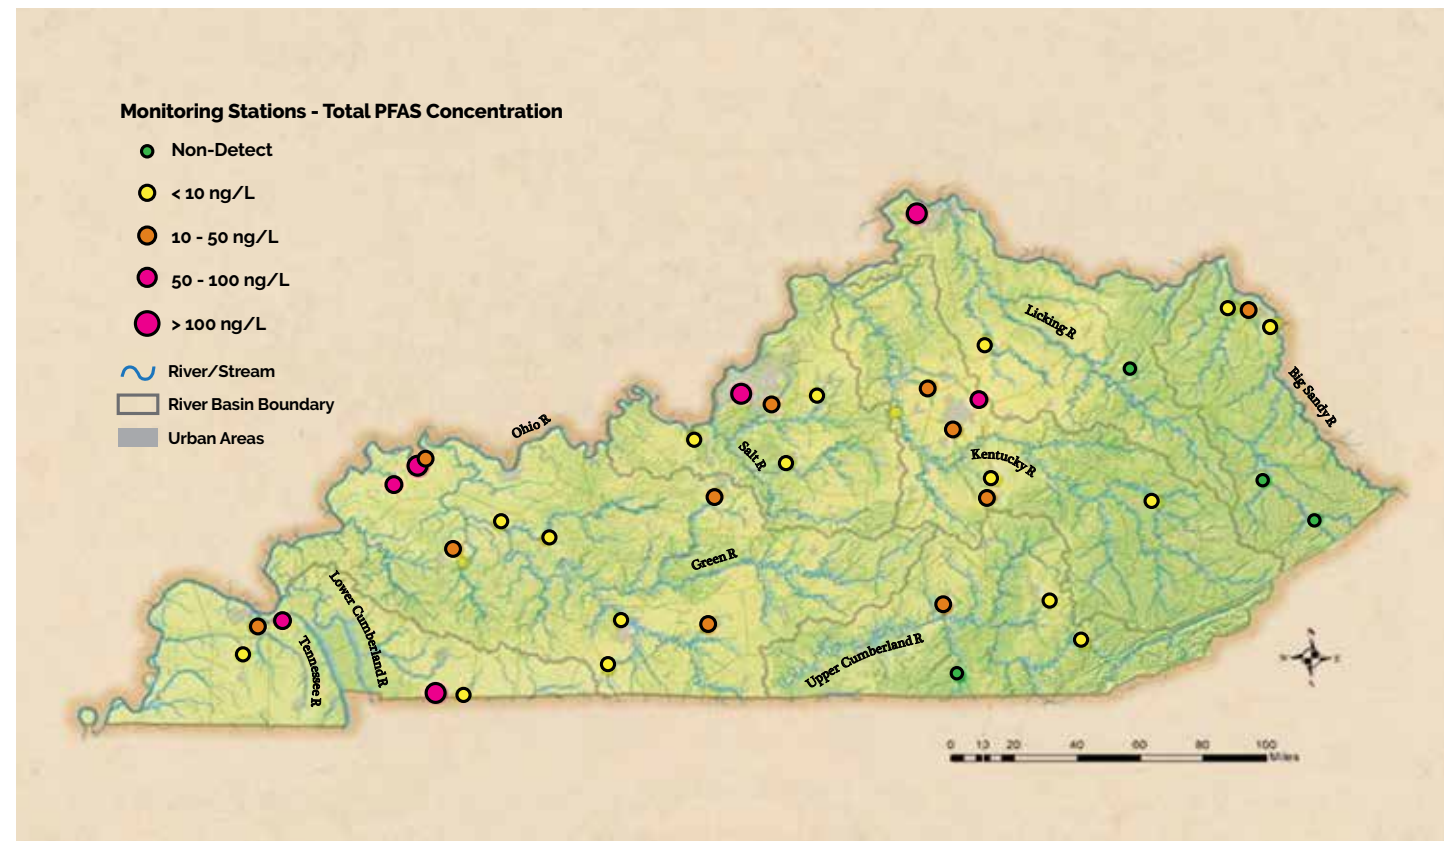 Monitoring Stations - Total PFAS Concentration
Non-Detect
< 10 ng/L
10 - 50 ng/L
50 - 100 ng/L
> 100 ng/L
River/Stream
River Basin Boundary
Urban Areas
Licking R
Big Sandy R
Ohio R
Salt R
Kentucky R
Green R
Lower Cumberland R
Tennessee R
Upper Cumberland R
0 20 40 60 80 100
Miles